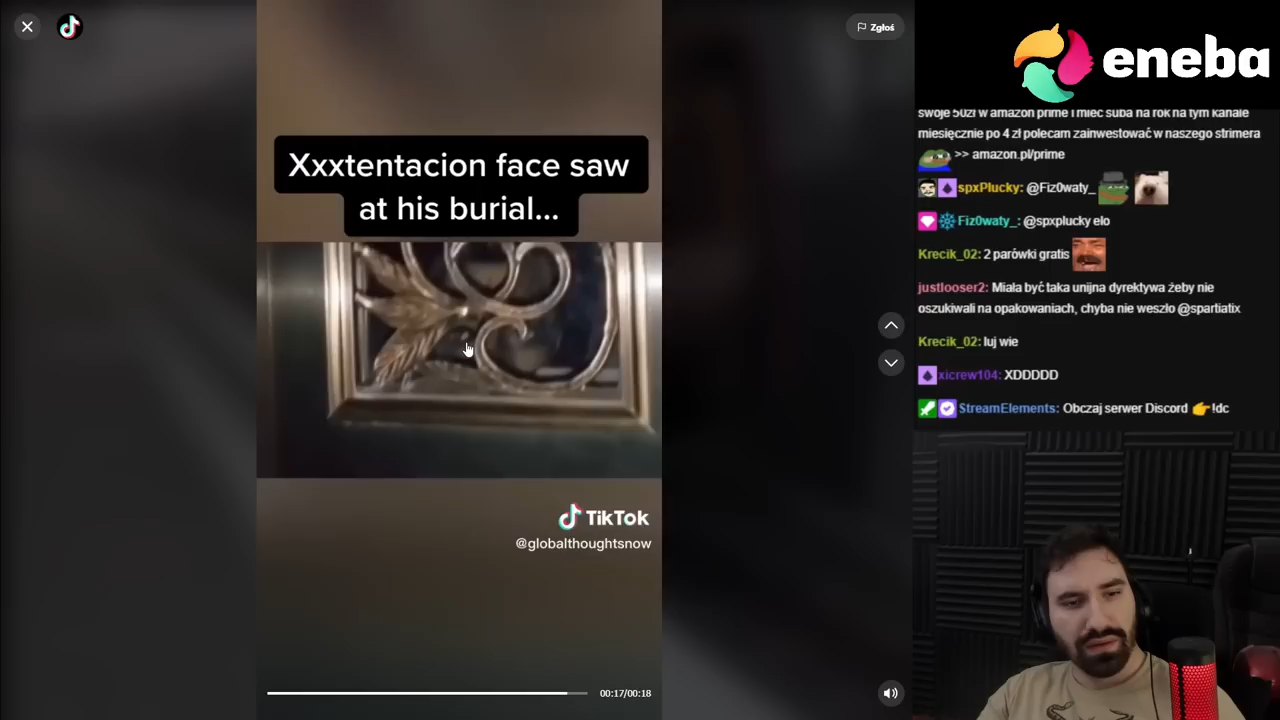 Zgłoś
Xxxtentacion face saw
at his burial...
TikTok
@globalthoughtsnow
00:17/00:18
eneba
swoje 50zł w amazon prime i mieć suba na rok na tym kanale
miesięcznie po 4 zł polecam zainwestować w naszego strimera
>> amazon.pl/prime
spxPlucky: @Fiz0waty_
Fiz0waty_: @spxplucky elo
Krecik_02: 2 parówki gratis
justlooser2: Miała być taka unijna dyrektywa żeby nie
oszukiwali na opakowaniach, chyba nie weszło @spartiatix
Krecik_02: luj wie
xicrew104: XDDDDD
StreamElements: Obczaj serwer Discord 👉 !dc